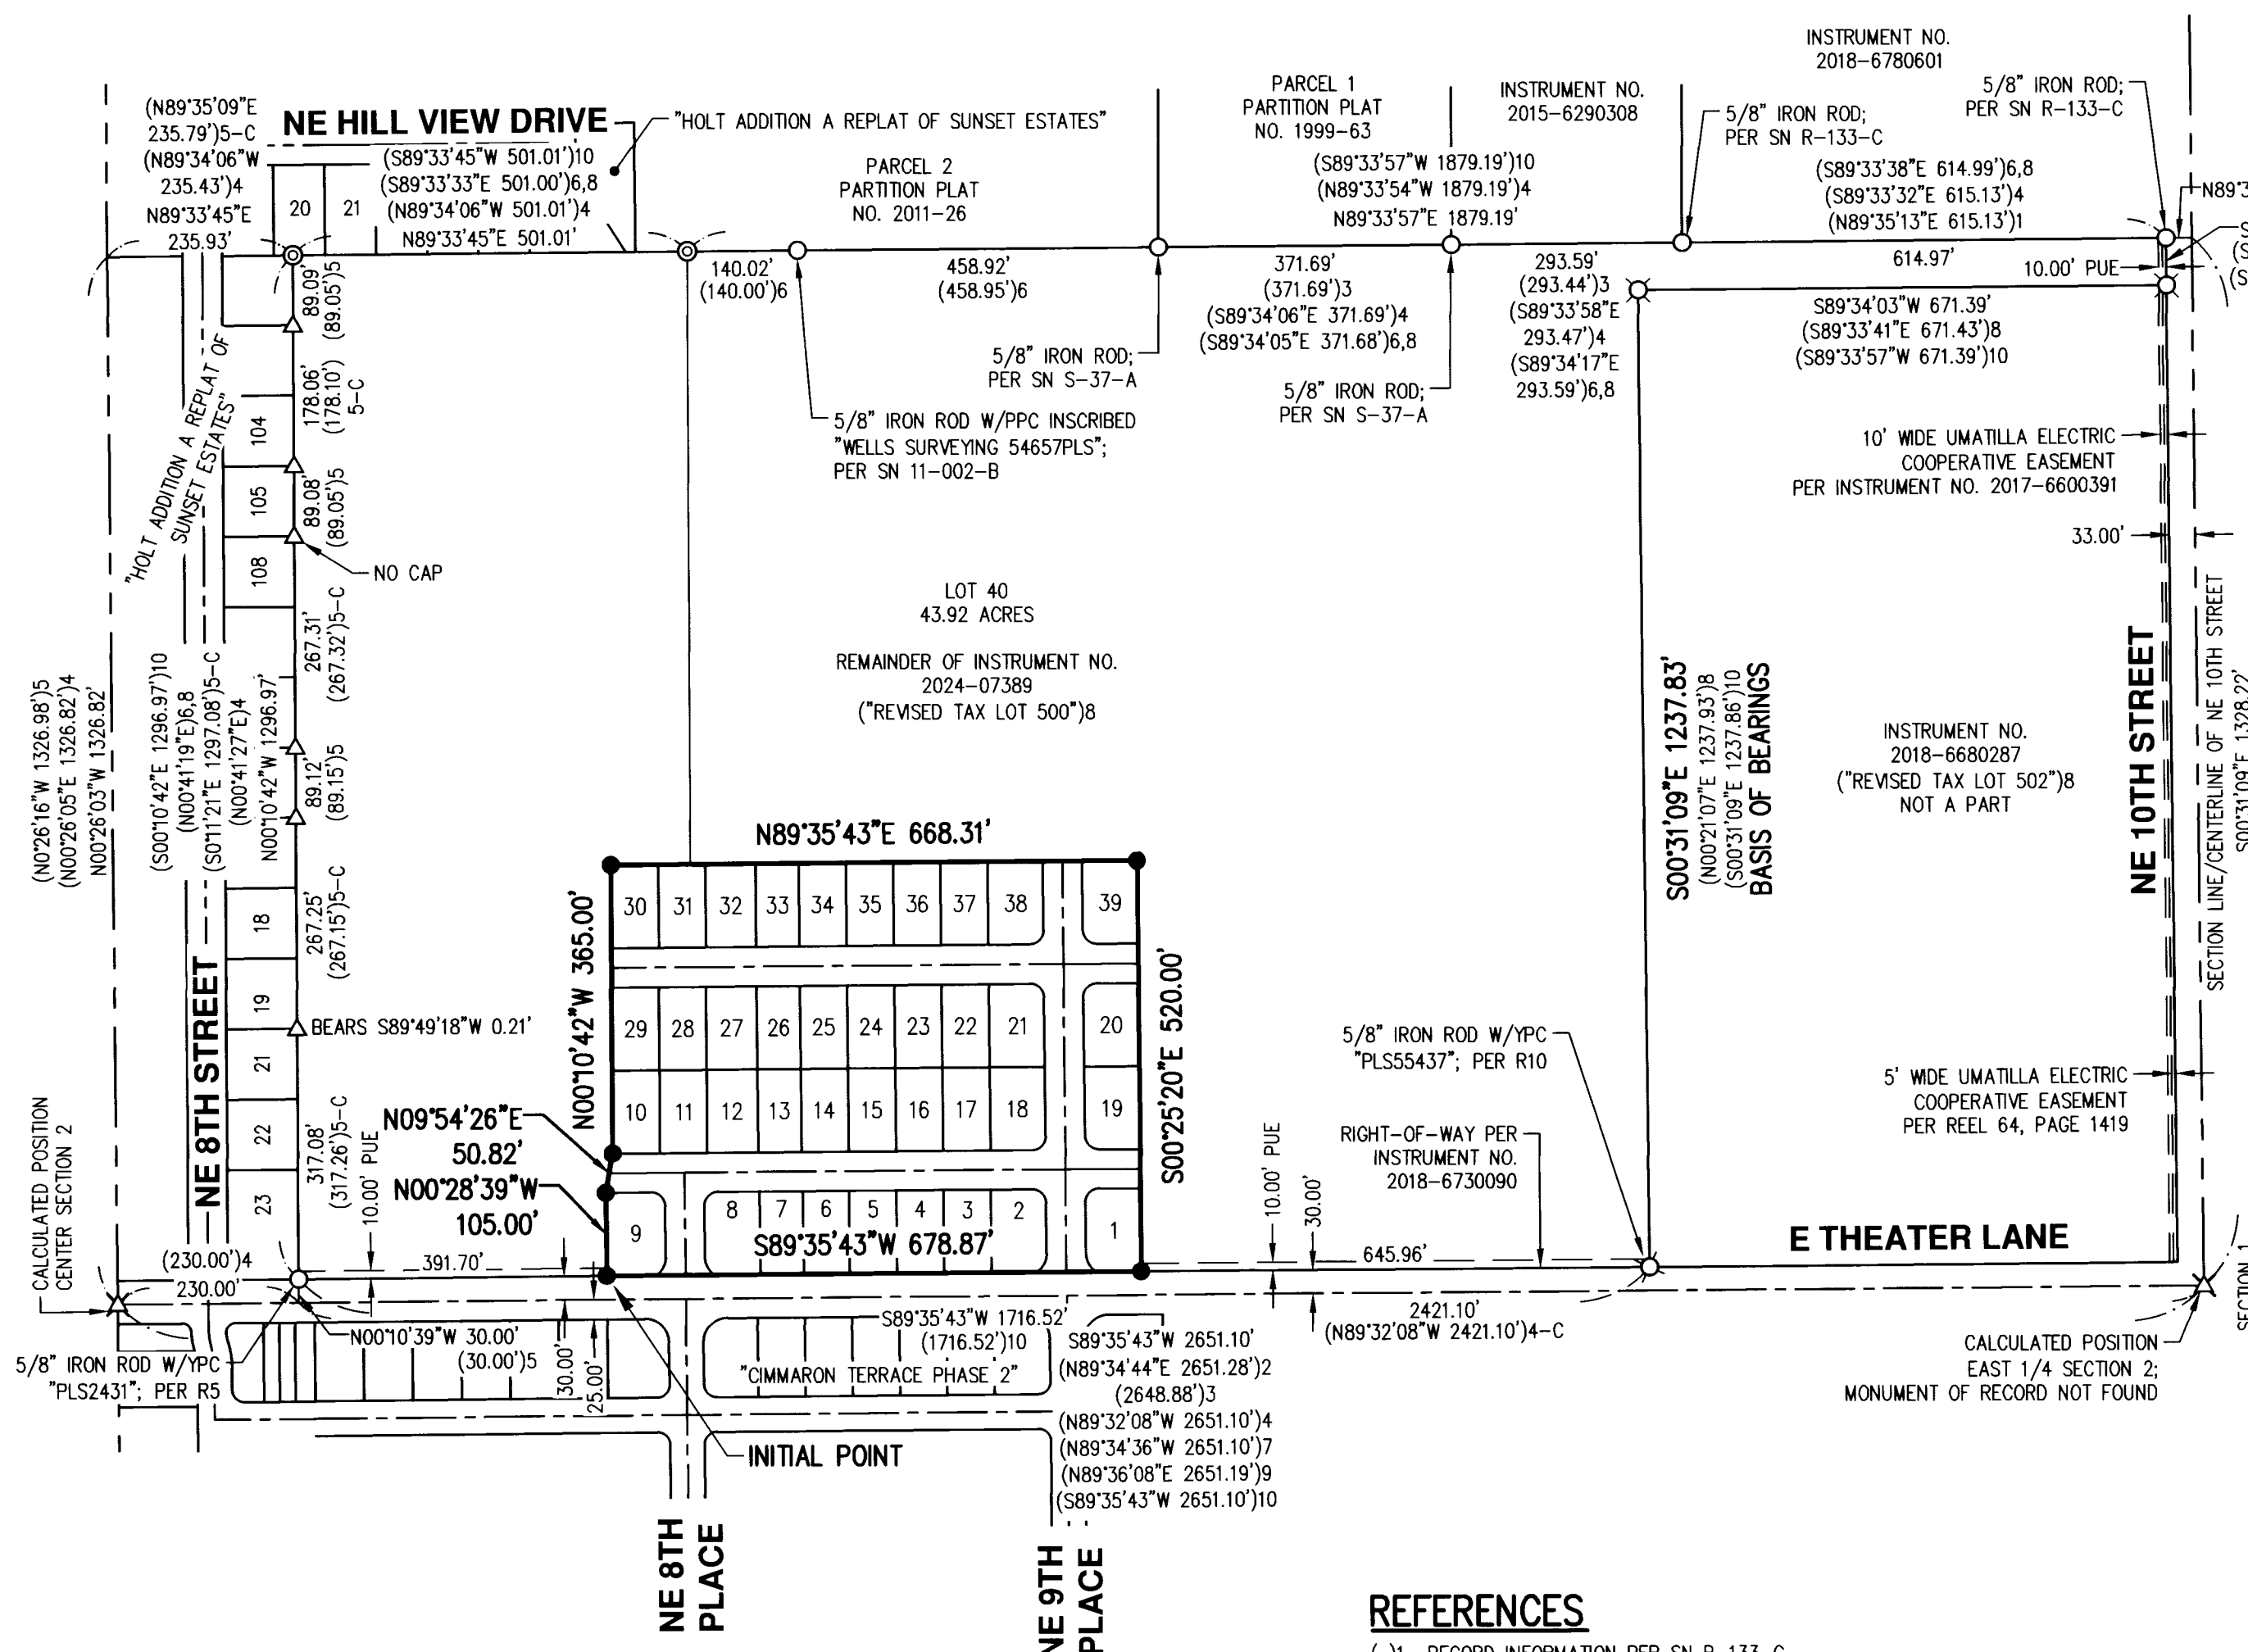 INSTRUMENT NO.
2018-6780601
5/8" IRON ROD;
PER SN R-133-C
(N89°35'09"E
235.79')5-C
(N89°34'06"W
235.43')4
N89°33'45"E
235.93'
NE HILL VIEW DRIVE
"HOLT ADDITION A REPLAT OF SUNSET ESTATES"
20
21
(S89°33'45"W 501.01')10
(S89°33'33"E 501.00')6,8
(N89°34'06"W 501.01')4
N89°33'45"E 501.01'
PARCEL 2
PARTITION PLAT
NO. 2011-26
PARCEL 1
PARTITION PLAT
NO. 1999-63
INSTRUMENT NO.
2015-6290308
(S89°33'57"W 1879.19')10
(N89°33'54"W 1879.19')4
N89°33'57"E 1879.19'
5/8" IRON ROD;
PER SN R-133-C
(S89°33'38"E 614.99')6,8
(S89°33'32"E 615.13')4
(N89°35'13"E 615.13')1
614.97'
10.00' PUE
N89°3
S
(S
(S
140.02'
(140.00')6
458.92'
(458.95')6
371.69'
(371.69')3
(S89°34'06"E 371.69')4
(S89°34'05"E 371.68')6,8
293.59'
(293.44')3
(S89°33'58"E
293.47')4
(S89°34'17"E
293.59')6,8
S89°34'03"W 671.39'
(S89°33'41"E 671.43')8
(S89°33'57"W 671.39')10
5/8" IRON ROD;
PER SN S-37-A
5/8" IRON ROD;
PER SN S-37-A
5/8" IRON ROD W/PPC INSCRIBED
"WELLS SURVEYING 54657PLS";
PER SN 11-002-B
10' WIDE UMATILLA ELECTRIC
COOPERATIVE EASEMENT
PER INSTRUMENT NO. 2017-6600391
33.00'
89.09'
(89.05')5
178.06'
(178.10')
5-C
"HOLT ADDITION A REPLAT OF
SUNSET ESTATES"
104
105
108
89.08'
(89.05')5
NO CAP
267.31'
(267.32')5-C
LOT 40
43.92 ACRES
REMAINDER OF INSTRUMENT NO.
2024-07389
("REVISED TAX LOT 500")8
(N0°26'16"W 1326.98')5
(N00°26'05"E 1326.82')4
N00°26'03"W 1326.82'
(S00°10'42"E 1296.97')10
(N00°41'19"E)6,8
(S0°11'21"E 1297.08')5-C
(N00°41'27"E)4
N00°10'42"W 1296.97'
89.12'
(89.15')5
S00°31'09"E 1237.83'
(N00°21'07"E 1237.93')8
(S00°31'09"E 1237.86')10
BASIS OF BEARINGS
INSTRUMENT NO.
2018-6680287
("REVISED TAX LOT 502")8
NOT A PART
NE 10TH STREET
SECTION LINE/CENTERLINE OF NE 10TH STREET
S00°31'09"E 1328.22'
N89°35'43"E 668.31'
30
31
32
33
34
35
36
37
38
39
N00°10'42"W 365.00'
S00°25'20"E 520.00'
18
19
267.25'
(267.15')5-C
BEARS S89°49'18"W 0.21'
21
22
23
NE 8TH STREET
29
28
27
26
25
24
23
22
21
20
10
11
12
13
14
15
16
17
18
19
5/8" IRON ROD W/YPC
"PLS55437"; PER R10
5' WIDE UMATILLA ELECTRIC
COOPERATIVE EASEMENT
PER REEL 64, PAGE 1419
CALCULATED POSITION
CENTER SECTION 2
317.08'
(317.26')5-C
10.00' PUE
N09°54'26"E
50.82'
N00°28'39"W
105.00'
9
8
7
6
5
4
3
2
1
S89°35'43"W 678.87'
10.00' PUE
30.00'
RIGHT-OF-WAY PER
INSTRUMENT NO.
2018-6730090
645.96'
E THEATER LANE
(230.00')4
230.00'
391.70'
N00°10'39"W 30.00'
(30.00')5
5/8" IRON ROD W/YPC
"PLS2431"; PER R5
30.00'
25.00'
S89°35'43"W 1716.52'
(1716.52')10
"CIMMARON TERRACE PHASE 2"
S89°35'43"W 2651.10'
(N89°34'44"E 2651.28')2
(2648.88')3
(N89°32'08"W 2651.10')4
(N89°34'36"W 2651.10')7
(N89°36'08"E 2651.19')9
(S89°35'43"W 2651.10')10
2421.10'
(N89°32'08"W 2421.10')4-C
CALCULATED POSITION
EAST 1/4 SECTION 2;
MONUMENT OF RECORD NOT FOUND
SECTION 1
INITIAL POINT
NE 8TH
PLACE
NE 9TH
PLACE
REFERENCES
( )1 RECORD INFORMATION PER SN R-133-C